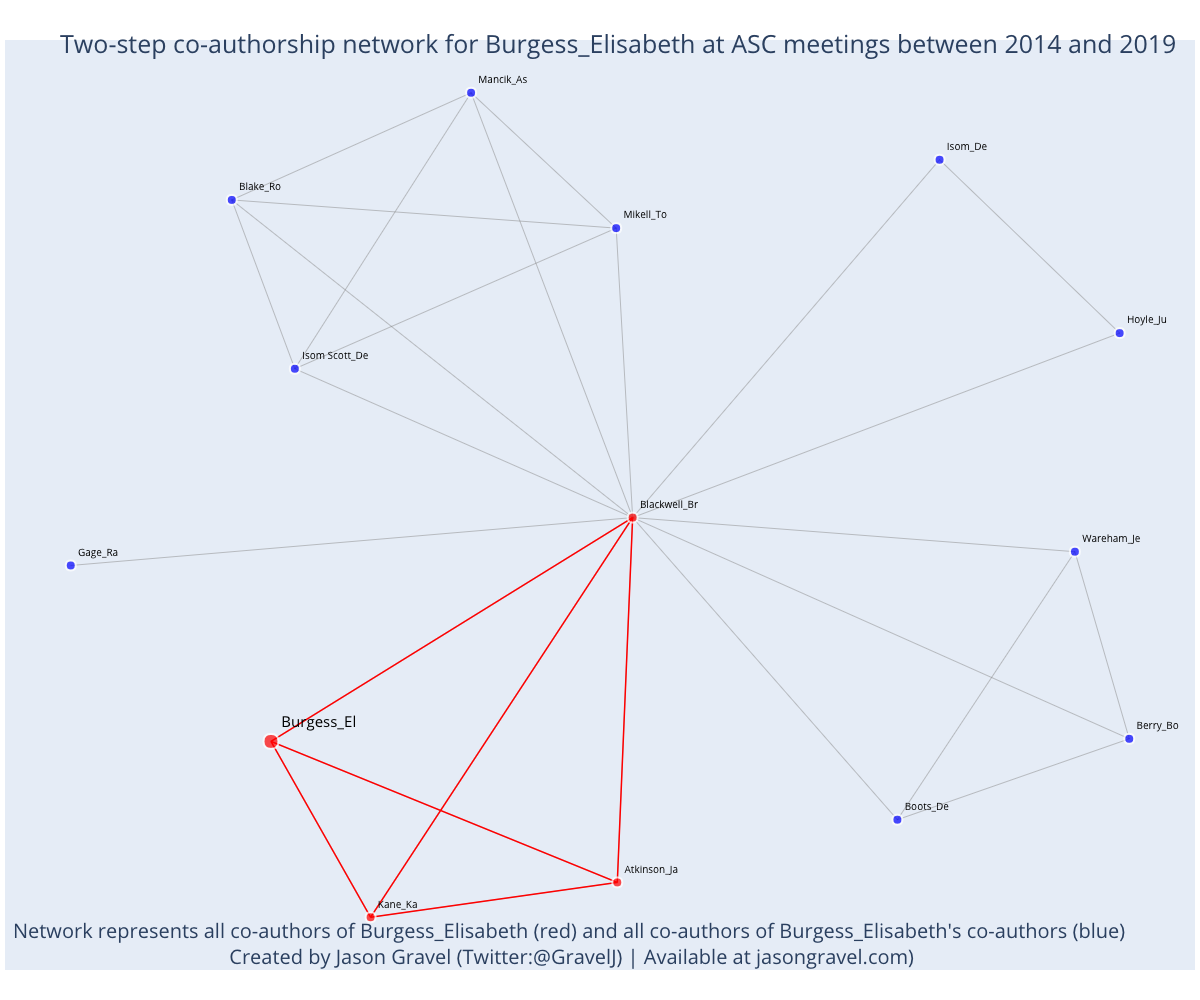 Two-step co-authorship network for Burgess_Elisabeth at ASC meetings between 2014 and 2019
Mancik_As
Isom_De
Blake_Ro
Mikell_To
Hoyle_Ju
Isom Scott_De
Blackwell_Br
Wareham_Je
Gage_Ra
Burgess_El
Berry_Bo
Boots_De
Atkinson_Ja
Kane_Ka
Network represents all co-authors of Burgess_Elisabeth (red) and all co-authors of Burgess_Elisabeth's co-authors (blue)
Created by Jason Gravel (Twitter:@GravelJ) | Available at jasongravel.com)